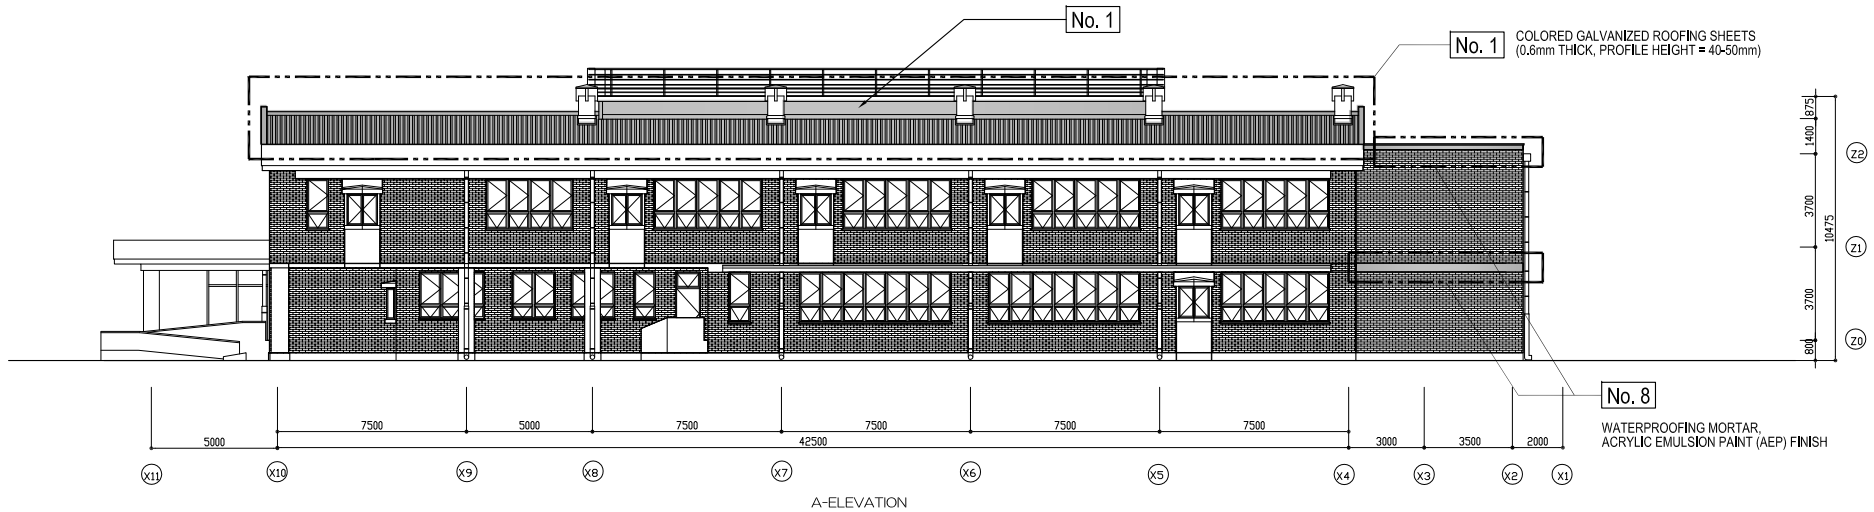 No. 1
No. 1
COLORED GALVANIZED ROOFING SHEETS
(0.6mm THICK, PROFILE HEIGHT = 40-50mm)
875
1400
3700
3700
800
10475
Z2
Z1
Z0
No. 8
WATERPROOFING MORTAR,
ACRYLIC EMULSION PAINT (AEP) FINISH
7500
5000
7500
7500
7500
7500
5000
42500
3000
3500
2000
X11
X10
X9
X8
X7
X6
X5
X4
X3
X2
X1
A-ELEVATION